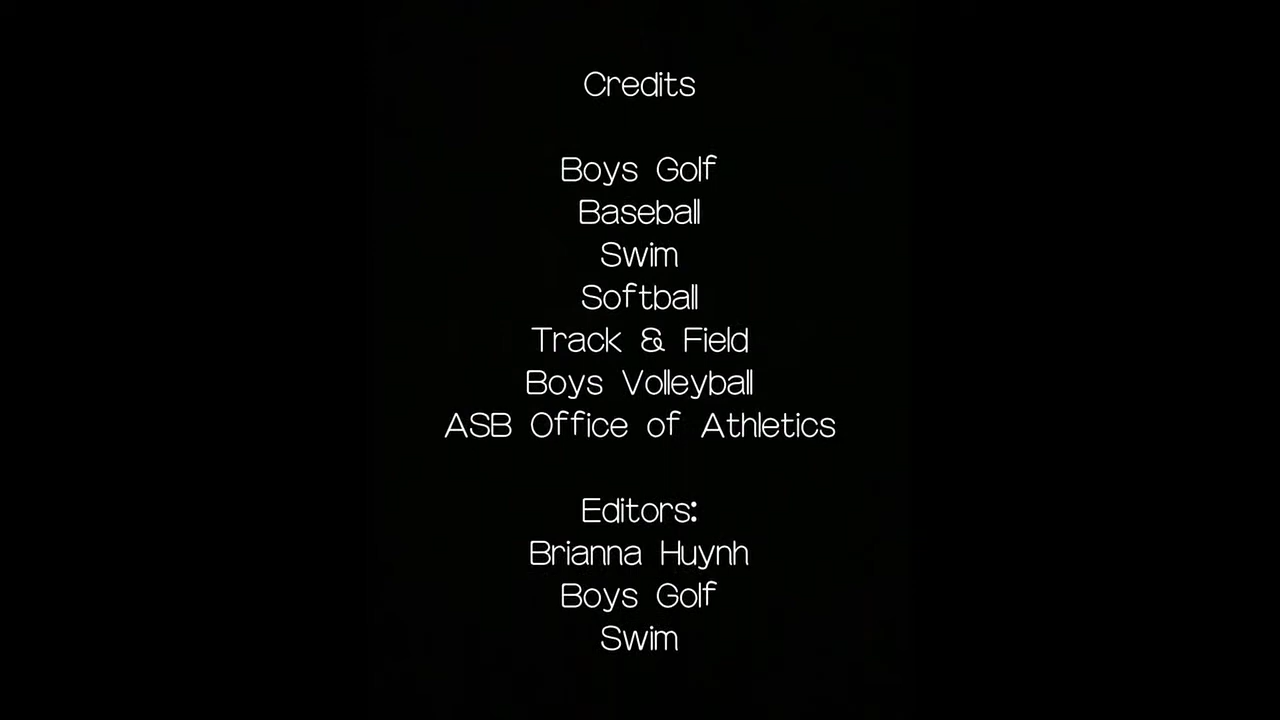 Credits
Boys Golf
Baseball
Swim
Softball
Track & Field
Boys Volleyball
ASB Office of Athletics
Editors:
Brianna Huynh
Boys Golf
Swim